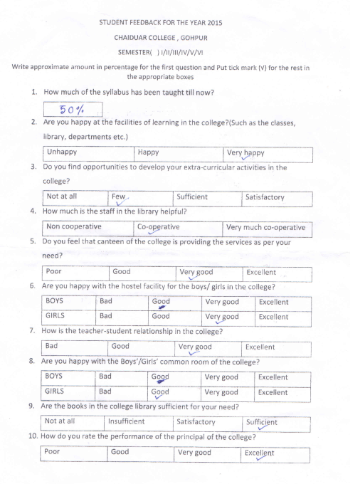 STUDENT FEEDBACK FOR THE YEAR 2015
CHAIDUAR COLLEGE , GOHPUR
SEMESTER( ) I/II/III/IV/V/VI
Write approximate amount in percentage for the first question and Put tick mark (V) for the rest in
the appropriate boxes
1. How much of the syllabus has been taught till now?
50%
2. Are you happy at the facilities of learning in the college?(Such as the classes,
library, departments etc.)
Unhappy Happy Very happy
3. Do you find opportunities to develop your extra-curricular activities in the
college?
Not at all Few Sufficient Satisfactory
4. How much is the staff in the library helpful?
Non cooperative Co-operative Very much co-operative
5. Do you feel that canteen of the college is providing the services as per your
need?
Poor Good Very good Excellent
6. Are you happy with the hostel facility for the boys/ girls in the college?
BOYS Bad Good Very good Excellent
GIRLS Bad Good Very good Excellent
7. How is the teacher-student relationship in the college?
Bad Good Very good Excellent
8. Are you happy with the Boys'/Girls' common room of the college?
BOYS Bad Good Very good Excellent
GIRLS Bad Good Very good Excellent
9. Are the books in the college library sufficient for your need?
Not at all Insufficient Satisfactory Sufficient
10. How do you rate the performance of the principal of the college?
Poor Good Very good Excellent